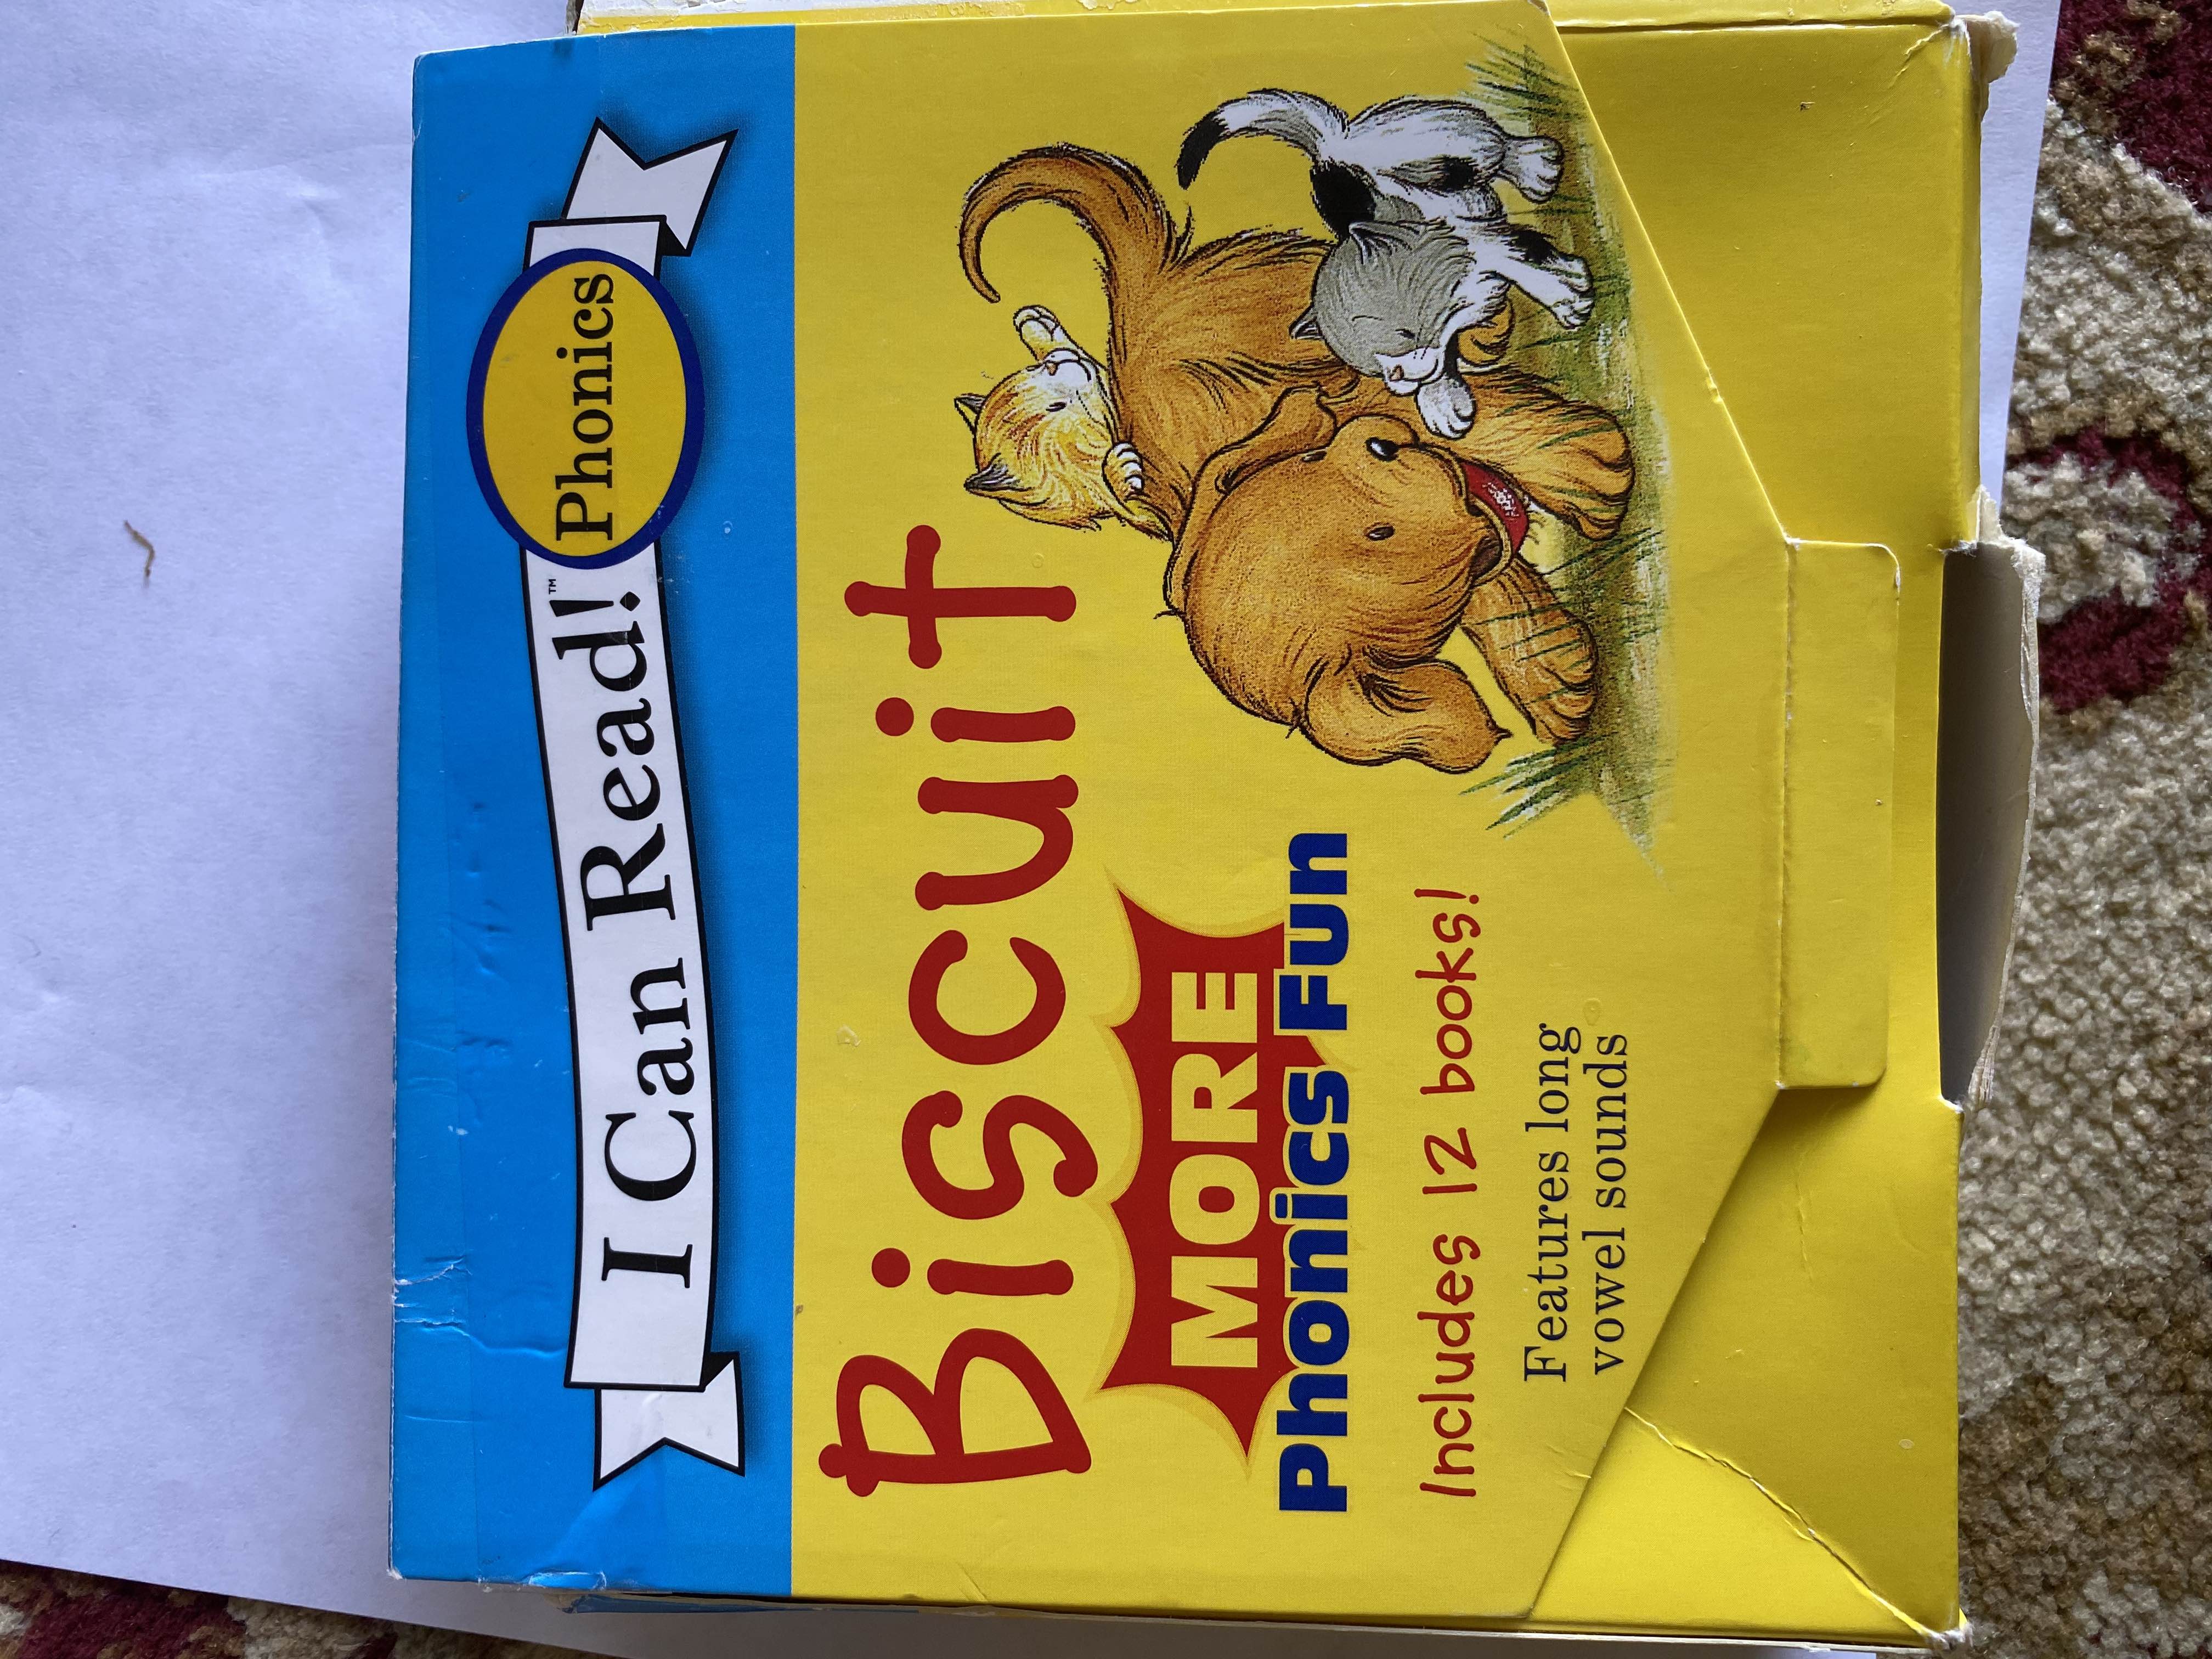 I Can Read!™
Phonics
Biscuit
MORE
Phonics Fun
Includes 12 books!
Features long
vowel sounds